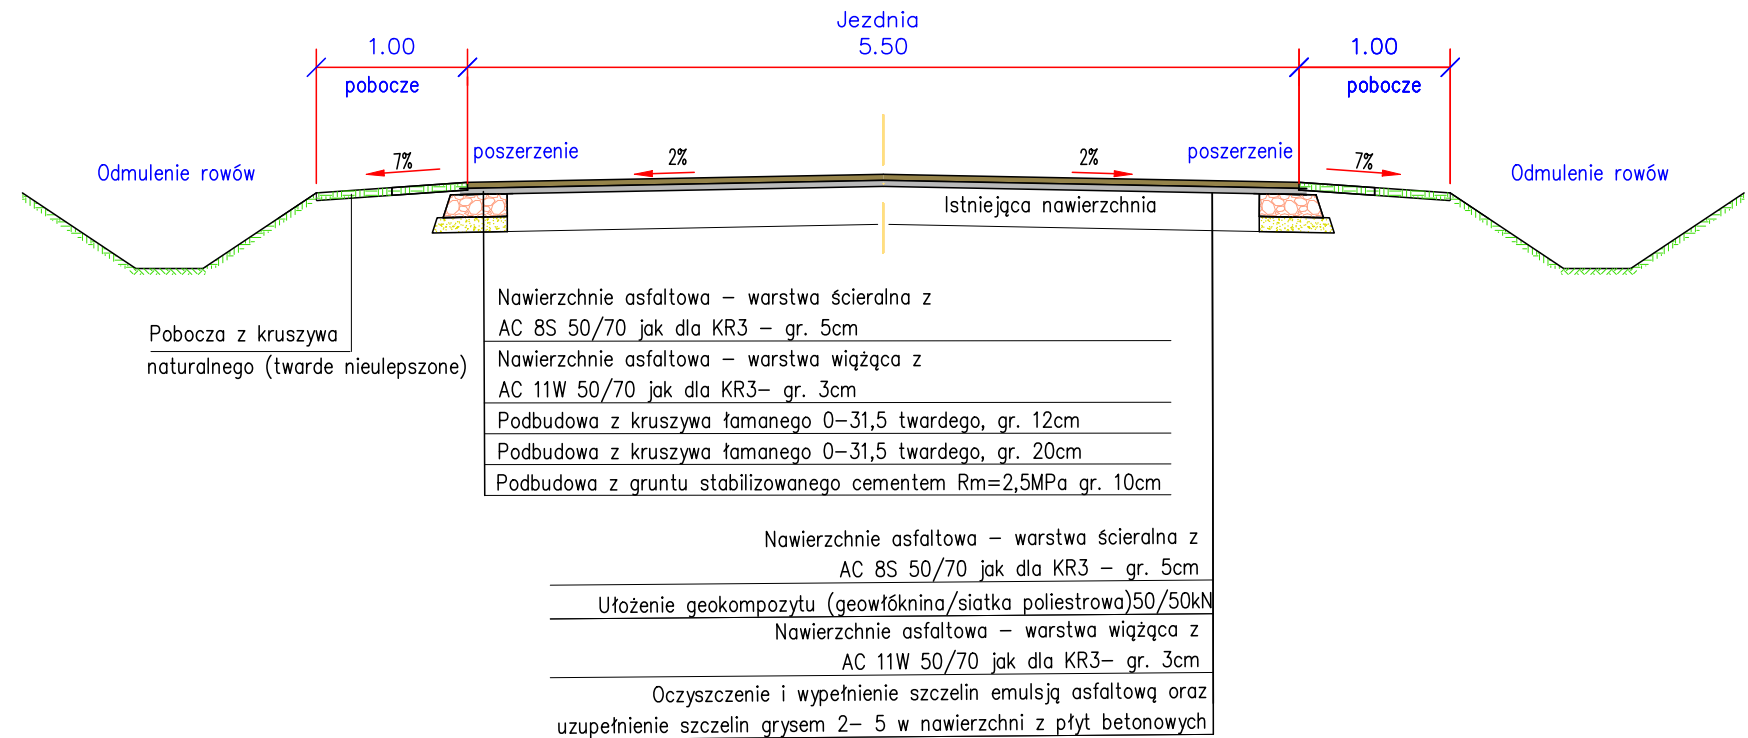 Jezdnia
1.00
5.50
1.00
pobocze
pobocze
poszerzenie
poszerzenie
7%
2%
2%
7%
Odmulenie rowów
Odmulenie rowów
Istniejąca nawierzchnia
Nawierzchnie asfaltowa – warstwa ścieralna z
AC 8S 50/70 jak dla KR3 – gr. 5cm
Nawierzchnie asfaltowa – warstwa wiążąca z
AC 11W 50/70 jak dla KR3– gr. 3cm
Podbudowa z kruszywa łamanego 0–31,5 twardego, gr. 12cm
Podbudowa z kruszywa łamanego 0–31,5 twardego, gr. 20cm
Podbudowa z gruntu stabilizowanego cementem Rm=2,5MPa gr. 10cm
Pobocza z kruszywa
naturalnego (twarde nieulepszone)
Nawierzchnie asfaltowa – warstwa ścieralna z
AC 8S 50/70 jak dla KR3 – gr. 5cm
Ułożenie geokompozytu (geowłóknina/siatka poliestrowa)50/50kN
Nawierzchnie asfaltowa – warstwa wiążąca z
AC 11W 50/70 jak dla KR3– gr. 3cm
Oczyszczenie i wypełnienie szczelin emulsją asfaltową oraz
uzupełnienie szczelin grysem 2– 5 w nawierzchni z płyt betonowych